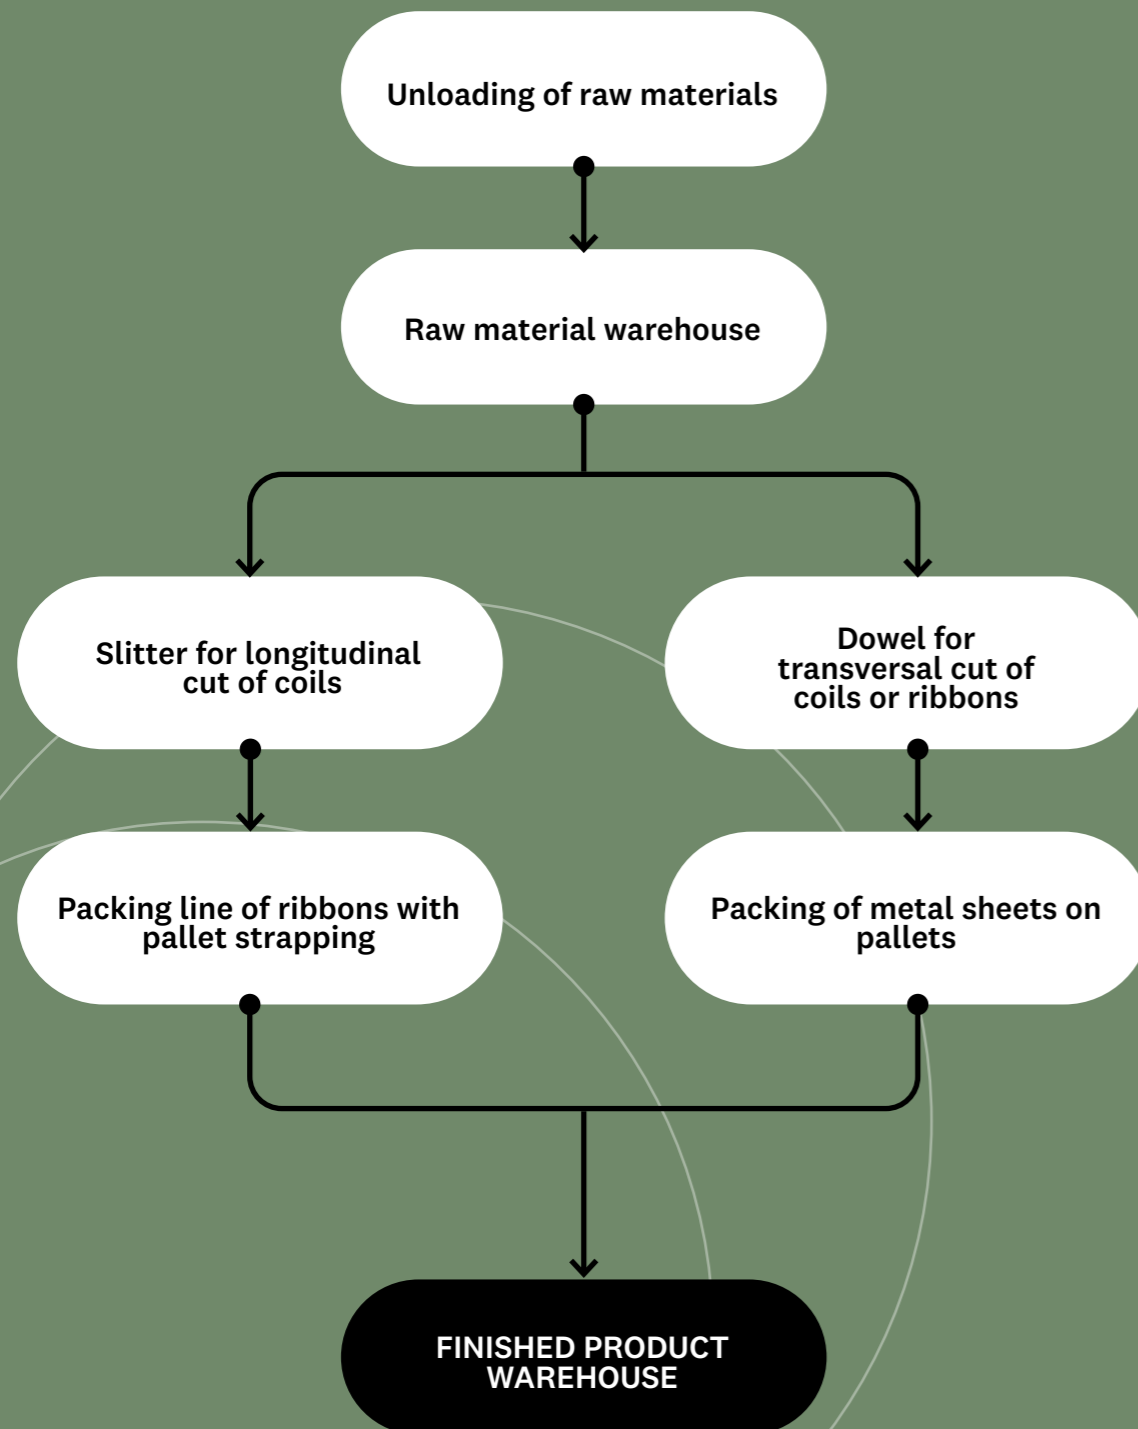 Unloading of raw materials
Raw material warehouse
Slitter for longitudinal
cut of coils
Dowel for
transversal cut of
coils or ribbons
Packing line of ribbons with
pallet strapping
Packing of metal sheets on
pallets
FINISHED PRODUCT
WAREHOUSE